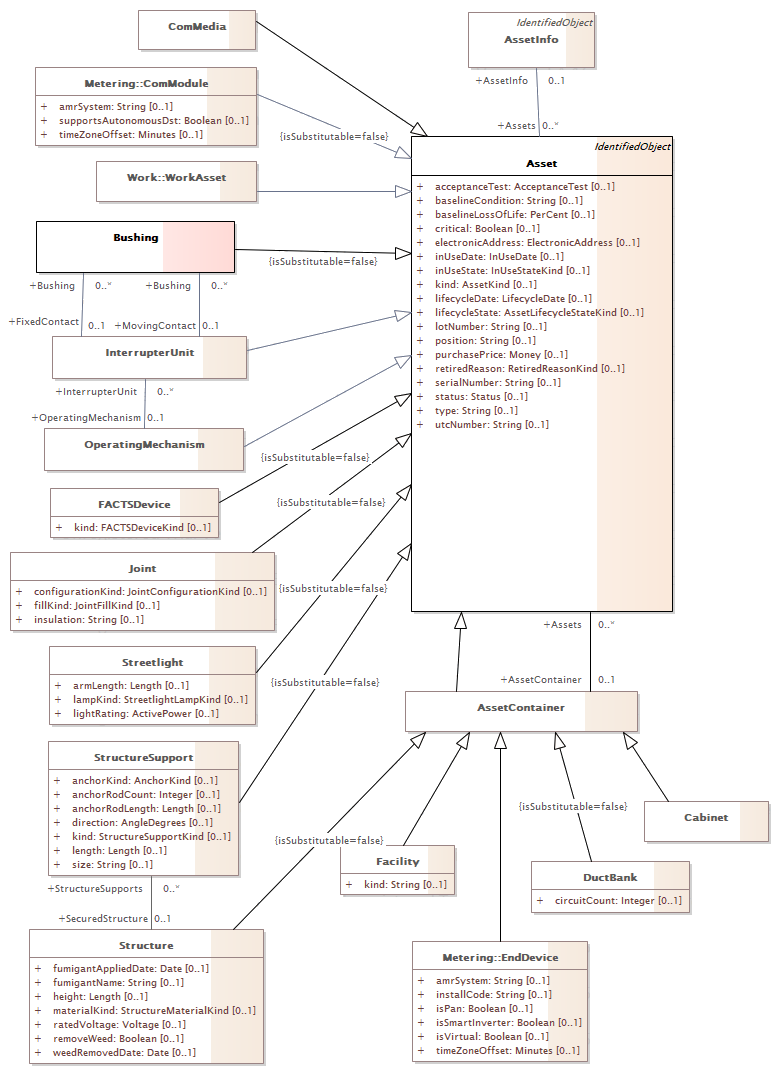 ComMedia
IdentifiedObject
AssetInfo
+AssetInfo 0..1
+Assets 0..*
Metering::ComModule
+ amrSystem: String [0..1]
+ supportsAutonomousDst: Boolean [0..1]
+ timeZoneOffset: Minutes [0..1]
{isSubstitutable=false}
Work::WorkAsset
IdentifiedObject
Asset
+ acceptanceTest: AcceptanceTest [0..1]
+ baselineCondition: String [0..1]
+ baselineLossOfLife: PerCent [0..1]
+ critical: Boolean [0..1]
+ electronicAddress: ElectronicAddress [0..1]
+ inUseDate: InUseDate [0..1]
+ inUseState: InUseStateKind [0..1]
+ kind: AssetKind [0..1]
+ lifecycleDate: LifecycleDate [0..1]
+ lifecycleState: AssetLifecycleStateKind [0..1]
+ lotNumber: String [0..1]
+ position: String [0..1]
+ purchasePrice: Money [0..1]
+ retiredReason: RetiredReasonKind [0..1]
+ serialNumber: String [0..1]
+ status: Status [0..1]
+ type: String [0..1]
+ utcNumber: String [0..1]
Bushing
{isSubstitutable=false}
+Bushing 0..* +Bushing 0..*
+FixedContact 0..1 +MovingContact 0..1
InterrupterUnit
+InterrupterUnit 0..*
+OperatingMechanism 0..1
OperatingMechanism
{isSubstitutable=false}
FACTSDevice
+ kind: FACTSDeviceKind [0..1]
{isSubstitutable=false}
Joint
+ configurationKind: JointConfigurationKind [0..1]
+ fillKind: JointFillKind [0..1]
+ insulation: String [0..1]
{isSubstitutable=false}
Streetlight
+ armLength: Length [0..1]
+ lampKind: StreetlightLampKind [0..1]
+ lightRating: ActivePower [0..1]
{isSubstitutable=false}
+Assets 0..*
+AssetContainer 0..1
AssetContainer
StructureSupport
+ anchorKind: AnchorKind [0..1]
+ anchorRodCount: Integer [0..1]
+ anchorRodLength: Length [0..1]
+ direction: AngleDegrees [0..1]
+ kind: StructureSupportKind [0..1]
+ length: Length [0..1]
+ size: String [0..1]
+StructureSupports 0..*
+SecuredStructure 0..1
{isSubstitutable=false}
{isSubstitutable=false}
Cabinet
Facility
+ kind: String [0..1]
DuctBank
+ circuitCount: Integer [0..1]
Structure
+ fumigantAppliedDate: Date [0..1]
+ fumigantName: String [0..1]
+ height: Length [0..1]
+ materialKind: StructureMaterialKind [0..1]
+ ratedVoltage: Voltage [0..1]
+ removeWeed: Boolean [0..1]
+ weedRemovedDate: Date [0..1]
Metering::EndDevice
+ amrSystem: String [0..1]
+ installCode: String [0..1]
+ isPan: Boolean [0..1]
+ isSmartInverter: Boolean [0..1]
+ isVirtual: Boolean [0..1]
+ timeZoneOffset: Minutes [0..1]